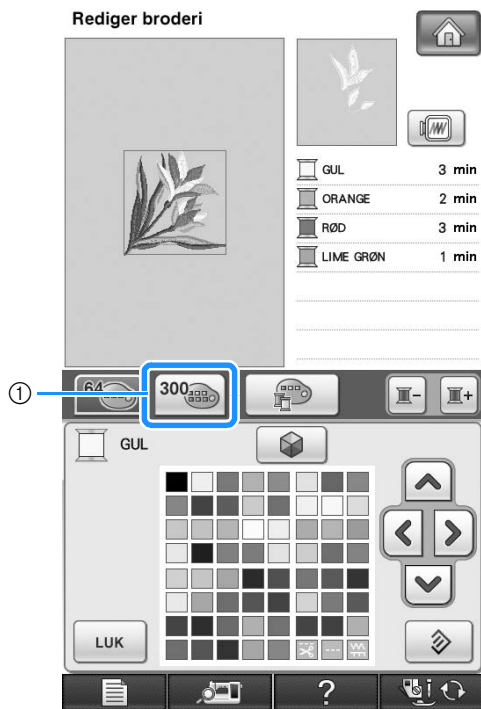 Rediger broderi
GUL 3 min
ORANGE 2 min
RØD 3 min
LIME GRØN 1 min
①
64
300
GUL
LUK
?